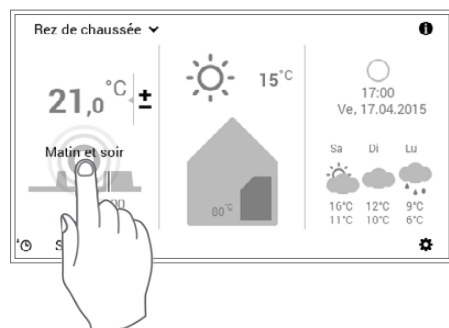 Rez de chaussée
21,0 °C
±
Matin et soir
15°C
00°C
17:00
Ve, 17.04.2015
Sa Di Lu
16°C 12°C 9°C
11°C 10°C 6°C